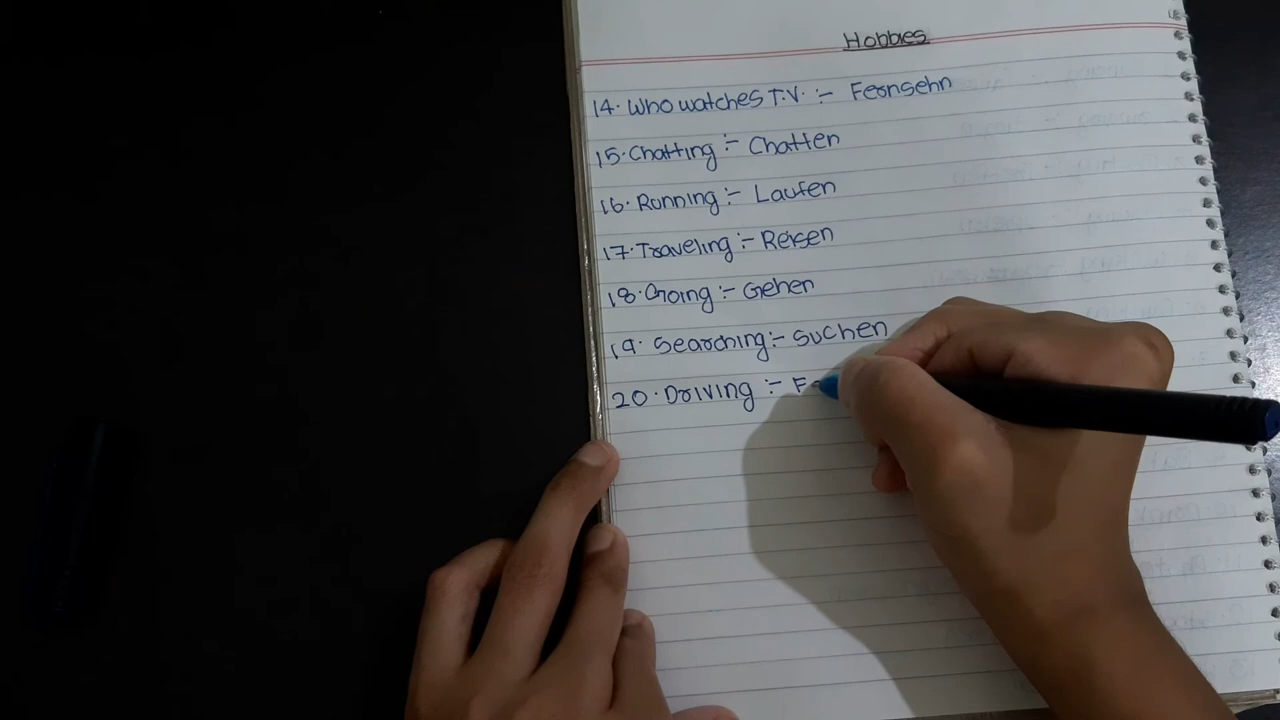 Hobbies
14. Who watches T.V. :- Fernsehn
15. Chatting :- Chatten
16. Running :- Laufen
17. Traveling :- Reisen
18. Going :- Gehen
19. Searching :- Suchen
20. Driving :- F